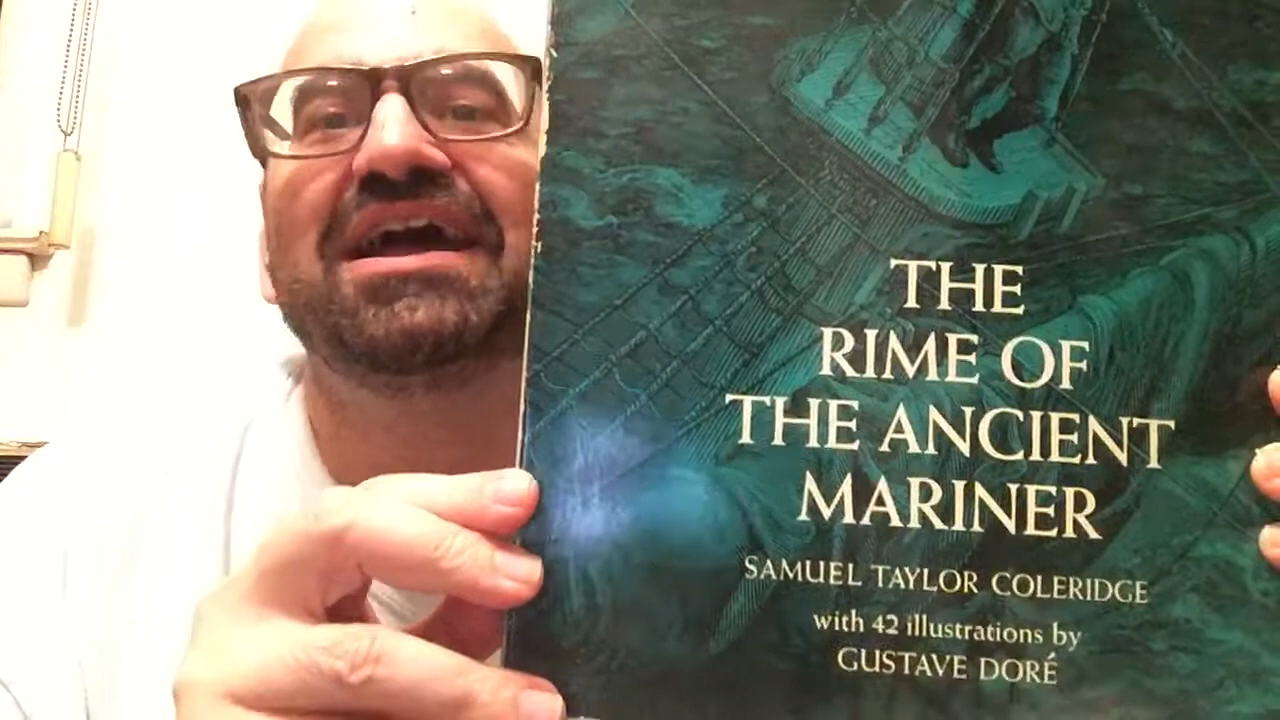 THE
RIME OF
THE ANCIENT
MARINER
SAMUEL TAYLOR COLERIDGE
with 42 illustrations by
GUSTAVE DORÉ